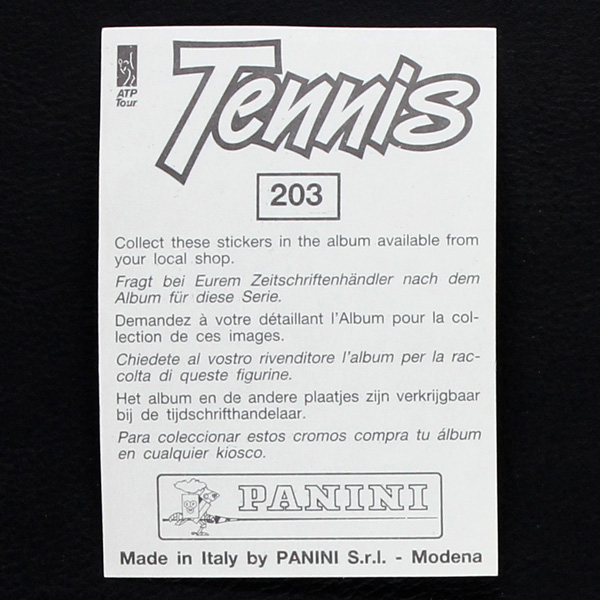 ATP
Tour
Tennis
203
Collect these stickers in the album available from
your local shop.
Fragt bei Eurem Zeitschriftenhändler nach dem
Album für diese Serie.
Demandez à votre détaillant l'Album pour la col-
lection de ces images.
Chiedete al vostro rivenditore l'album per la rac-
colta di queste figurine.
Het album en de andere plaatjes zijn verkrijgbaar
bij de tijdschrifthandelaar.
Para coleccionar estos cromos compra tu álbum
en cualquier kiosco.
PANINI
Made in Italy by PANINI S.r.l. - Modena